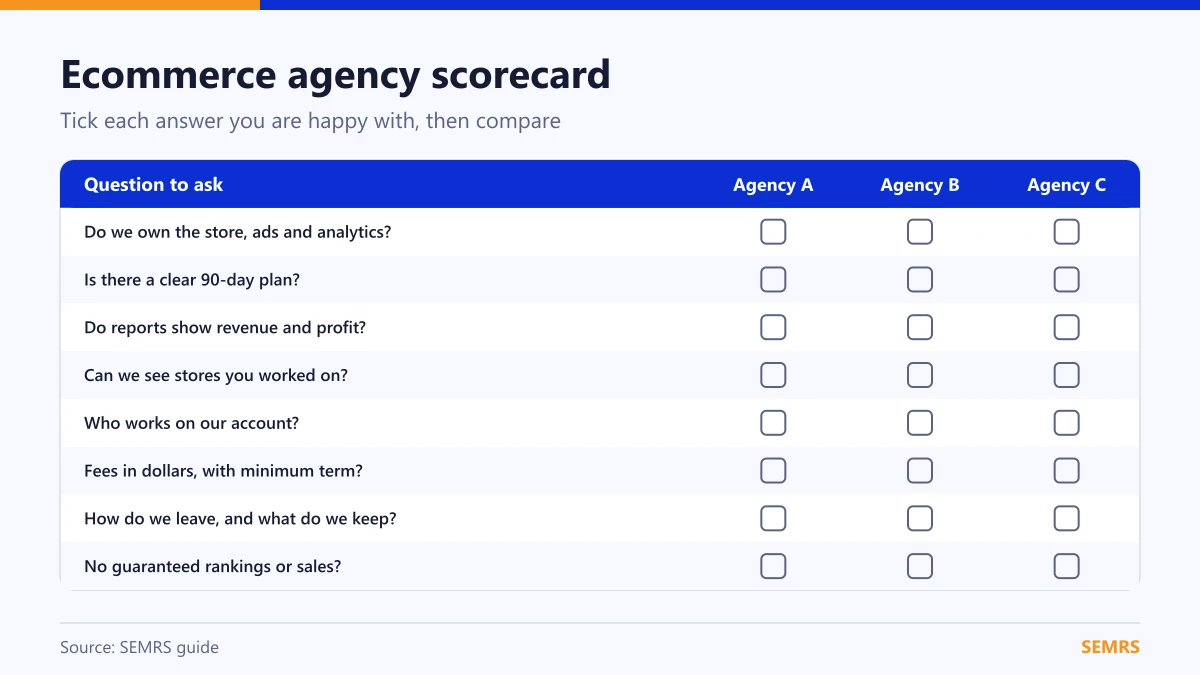 Ecommerce agency scorecard
Tick each answer you are happy with, then compare
Question to ask Agency A Agency B Agency C
Do we own the store, ads and analytics?
Is there a clear 90-day plan?
Do reports show revenue and profit?
Can we see stores you worked on?
Who works on our account?
Fees in dollars, with minimum term?
How do we leave, and what do we keep?
No guaranteed rankings or sales?
Source: SEMRS guide SEMRS